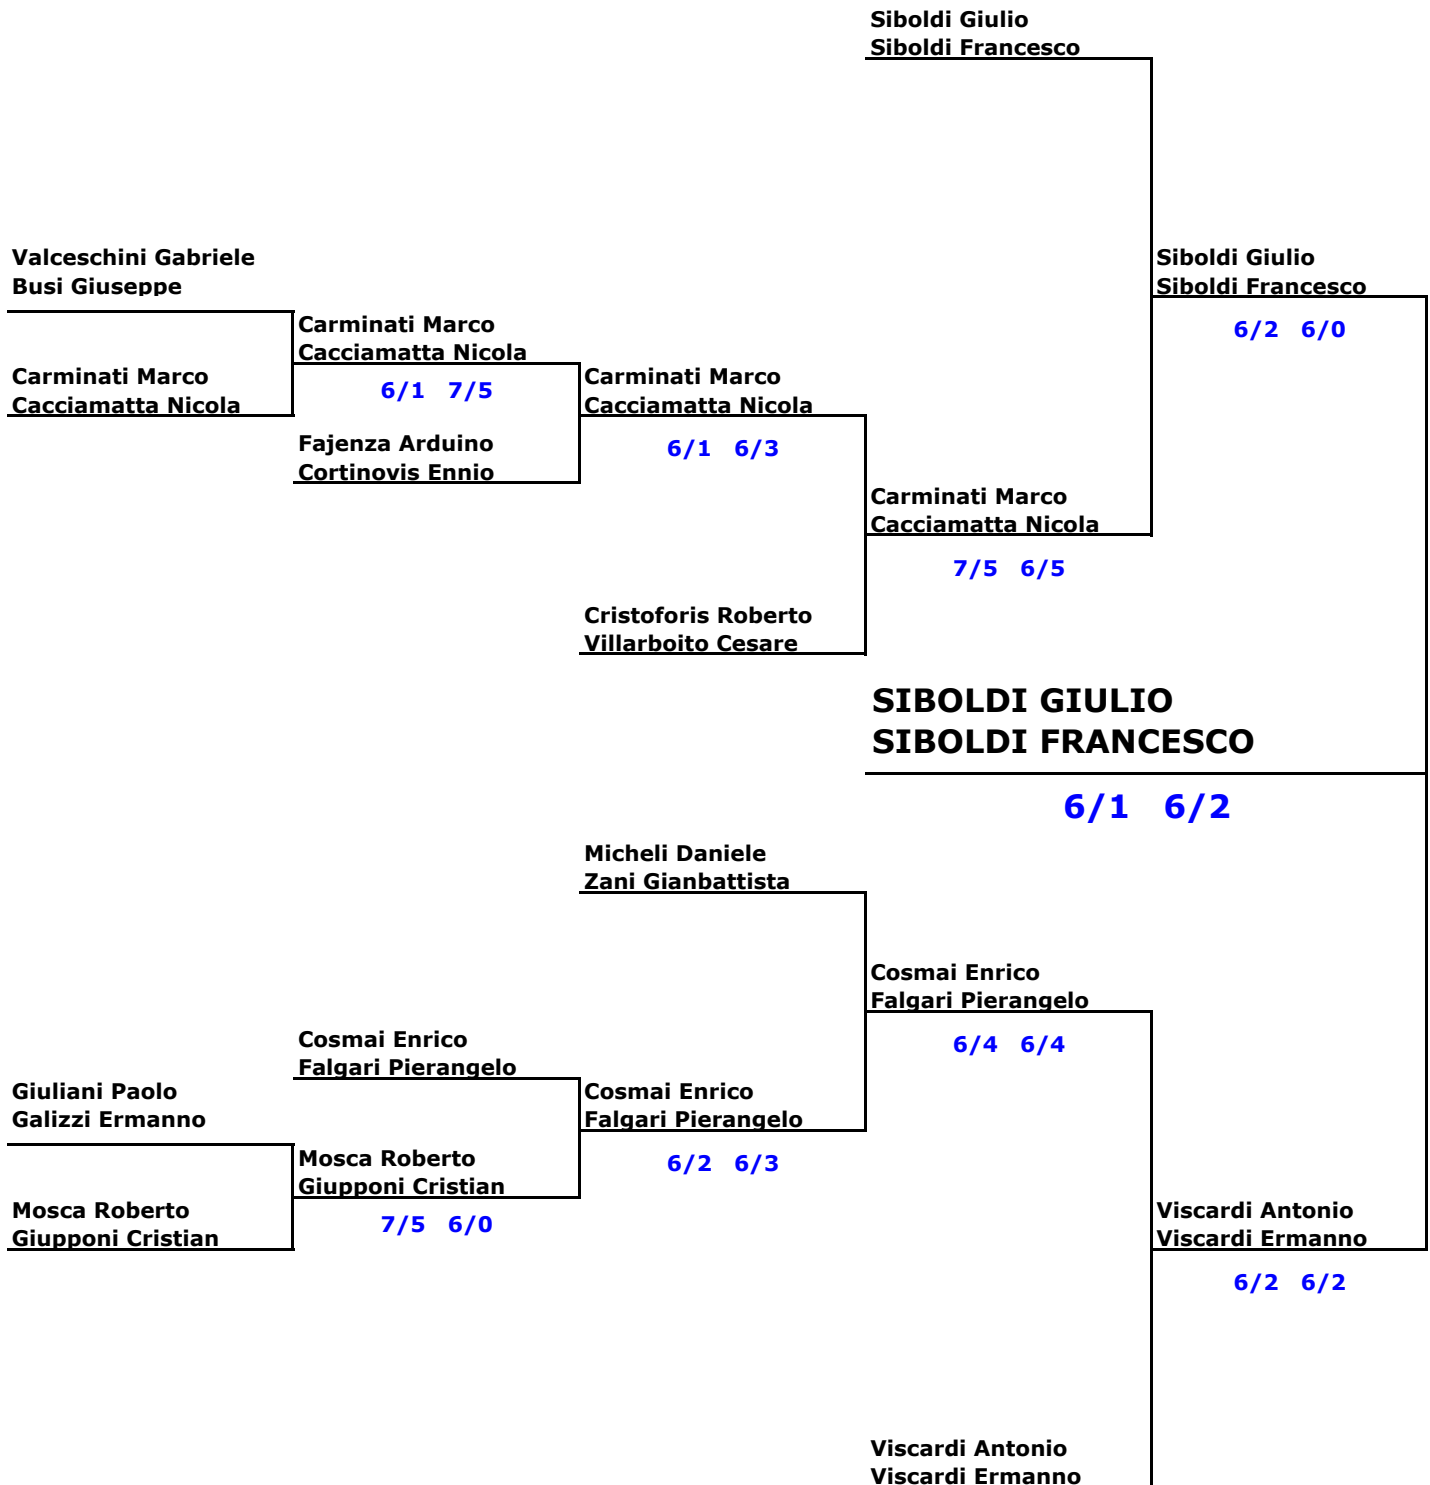 Siboldi Giulio
Siboldi Francesco
Valceschini Gabriele
Busi Giuseppe
Siboldi Giulio
Siboldi Francesco
6/2 6/0
Carminati Marco
Cacciamatta Nicola
6/1 7/5
Carminati Marco
Cacciamatta Nicola
Carminati Marco
Cacciamatta Nicola
6/1 6/3
Fajenza Arduino
Cortinovis Ennio
Carminati Marco
Cacciamatta Nicola
7/5 6/5
Cristoforis Roberto
Villarboito Cesare
SIBOLDI GIULIO
SIBOLDI FRANCESCO
6/1 6/2
Micheli Daniele
Zani Gianbattista
Cosmai Enrico
Falgari Pierangelo
6/4 6/4
Cosmai Enrico
Falgari Pierangelo
Giuliani Paolo
Galizzi Ermanno
Cosmai Enrico
Falgari Pierangelo
6/2 6/3
Mosca Roberto
Giupponi Cristian
7/5 6/0
Mosca Roberto
Giupponi Cristian
Viscardi Antonio
Viscardi Ermanno
6/2 6/2
Viscardi Antonio
Viscardi Ermanno